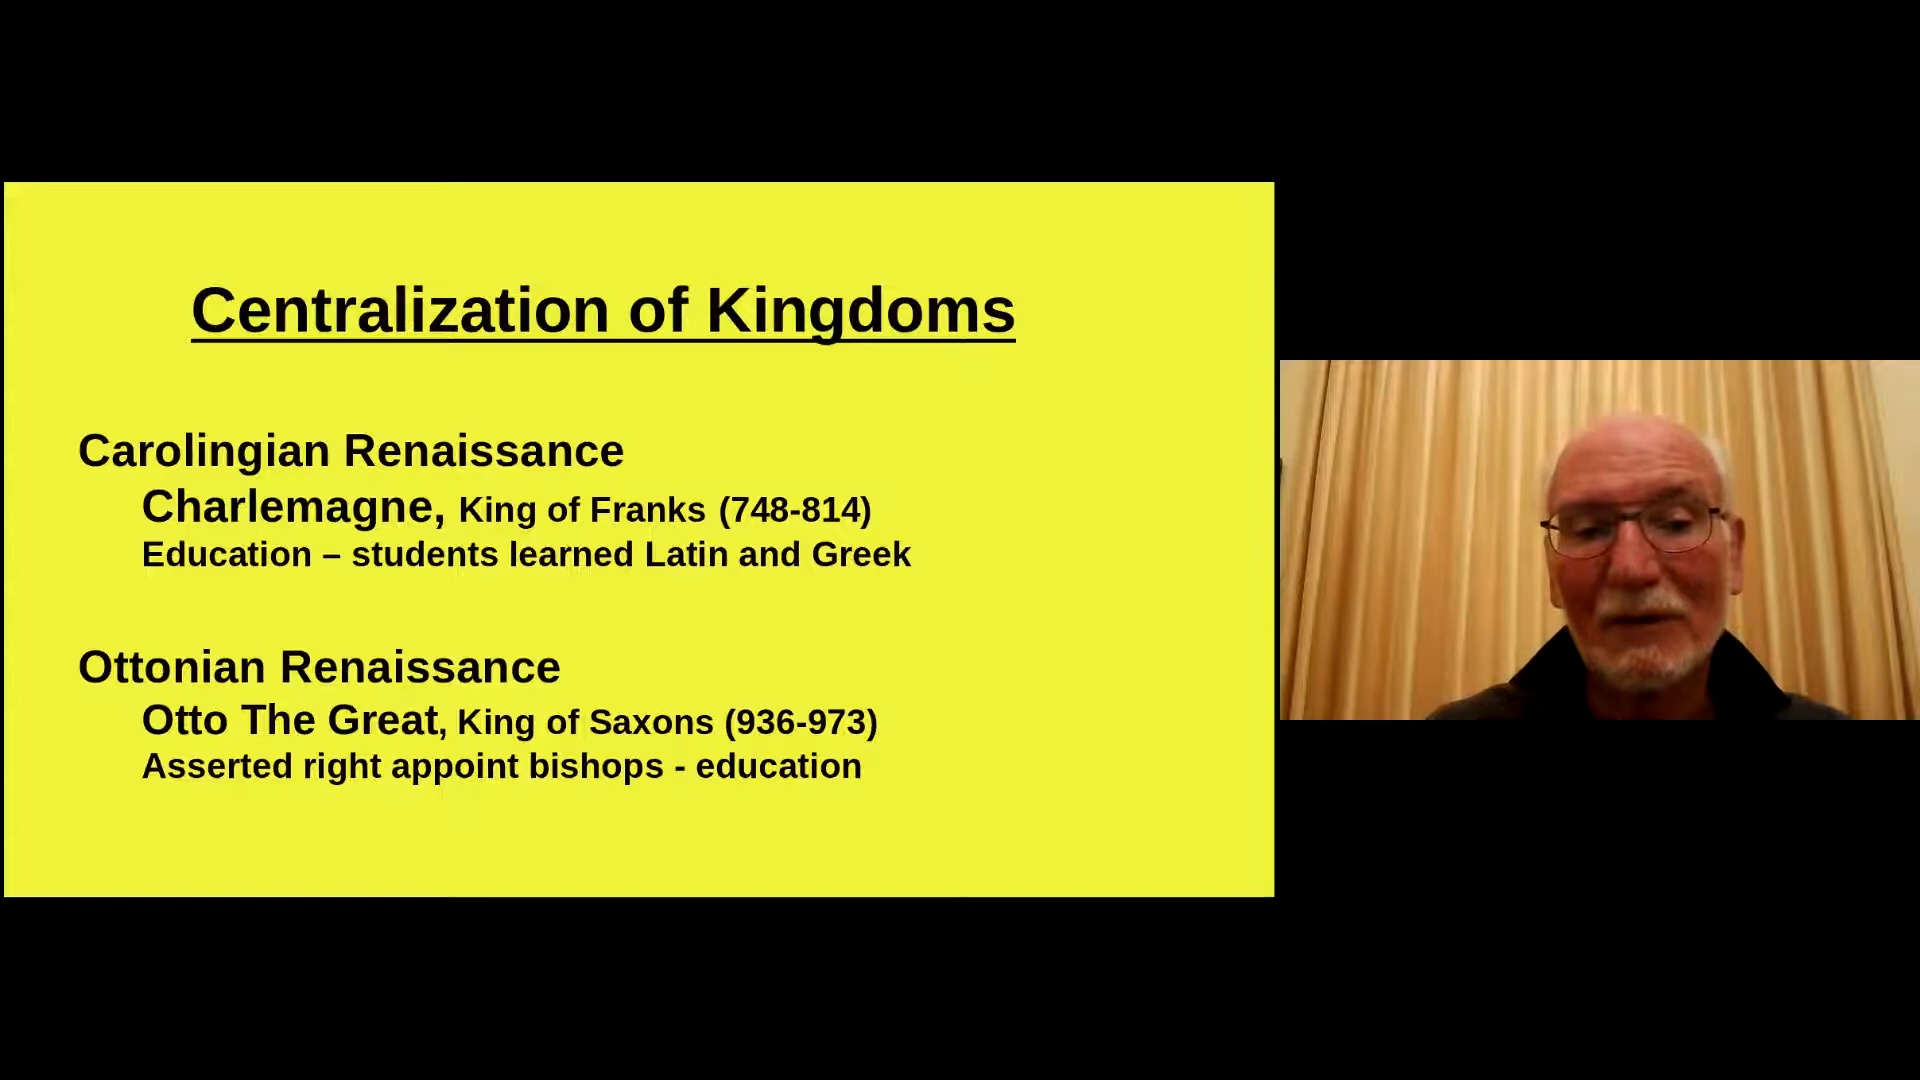 Centralization of Kingdoms
Carolingian Renaissance
Charlemagne, King of Franks (748-814)
Education – students learned Latin and Greek
Ottonian Renaissance
Otto The Great, King of Saxons (936-973)
Asserted right appoint bishops - education